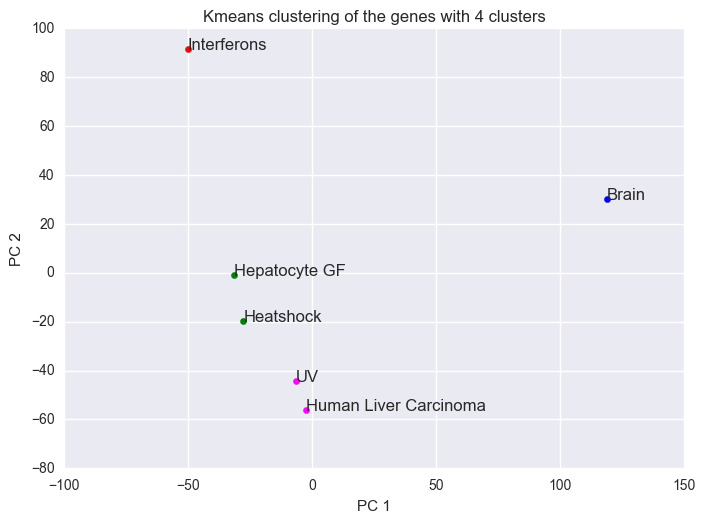 Kmeans clustering of the genes with 4 clusters
100
80
60
40
20
0
−20
−40
−60
−80
PC 2
Interferons
Brain
Hepatocyte GF
Heatshock
UV
Human Liver Carcinoma
−100
−50
0
50
100
150
PC 1